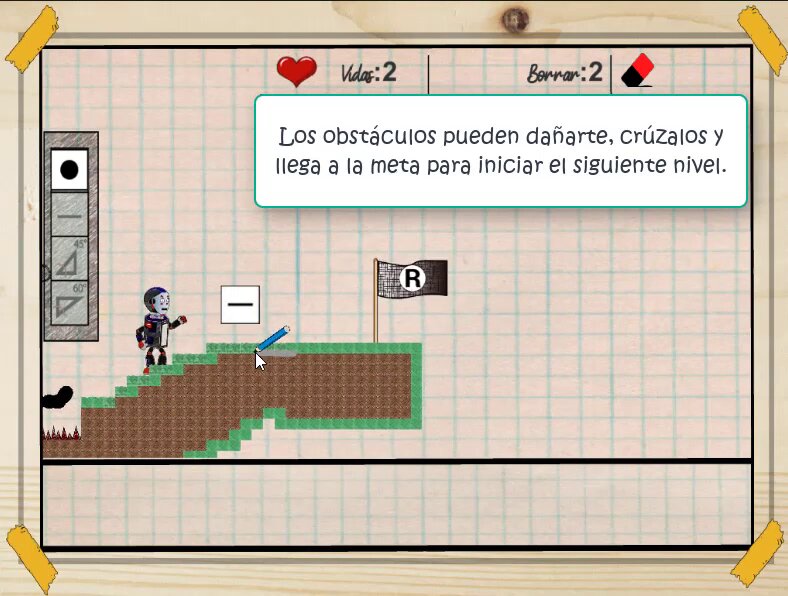 Vidas:2
Borrar:2
Los obstáculos pueden dañarte, crúzalos y
llega a la meta para iniciar el siguiente nivel.
45°
60°
R